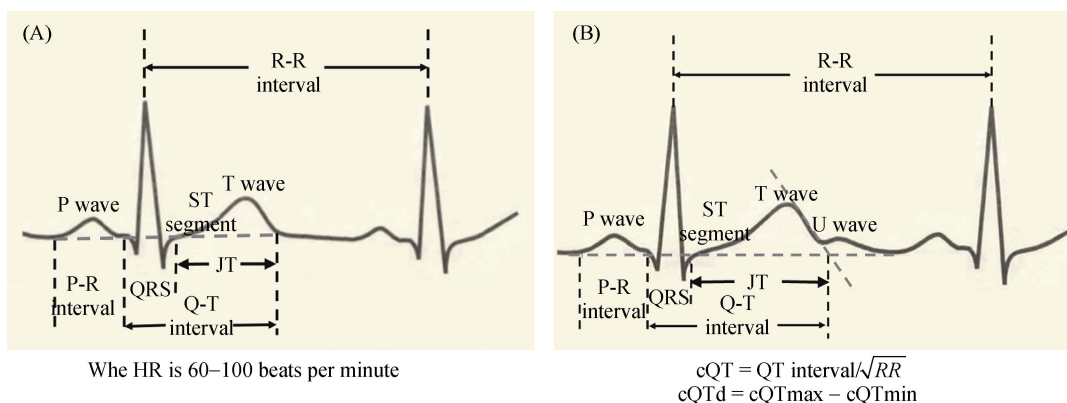 (A)
R-R
interval
P wave
ST
segment
T wave
P-R
interval
QRS
JT
Q-T
interval
Whe HR is 60–100 beats per minute
(B)
R-R
interval
P wave
ST
segment
T wave
U wave
P-R
interval
QRS
JT
Q-T
interval
cQT = QT interval/√RR
cQTd = cQTmax − cQTmin